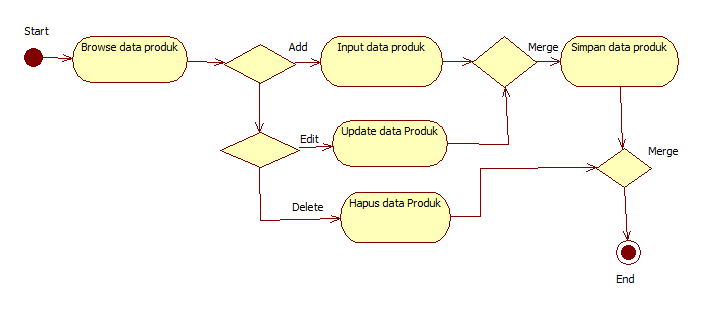 Start
Browse data produk
Add
Input data produk
Merge
Simpan data produk
Edit
Update data Produk
Merge
Delete
Hapus data Produk
End